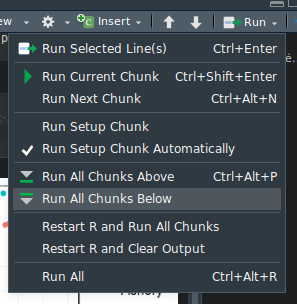 Insert
Run
Run Selected Line(s) Ctrl+Enter
Run Current Chunk Ctrl+Shift+Enter
Run Next Chunk Ctrl+Alt+N
Run Setup Chunk
Run Setup Chunk Automatically
Run All Chunks Above Ctrl+Alt+P
Run All Chunks Below
Restart R and Run All Chunks
Restart R and Clear Output
Run All Ctrl+Alt+R